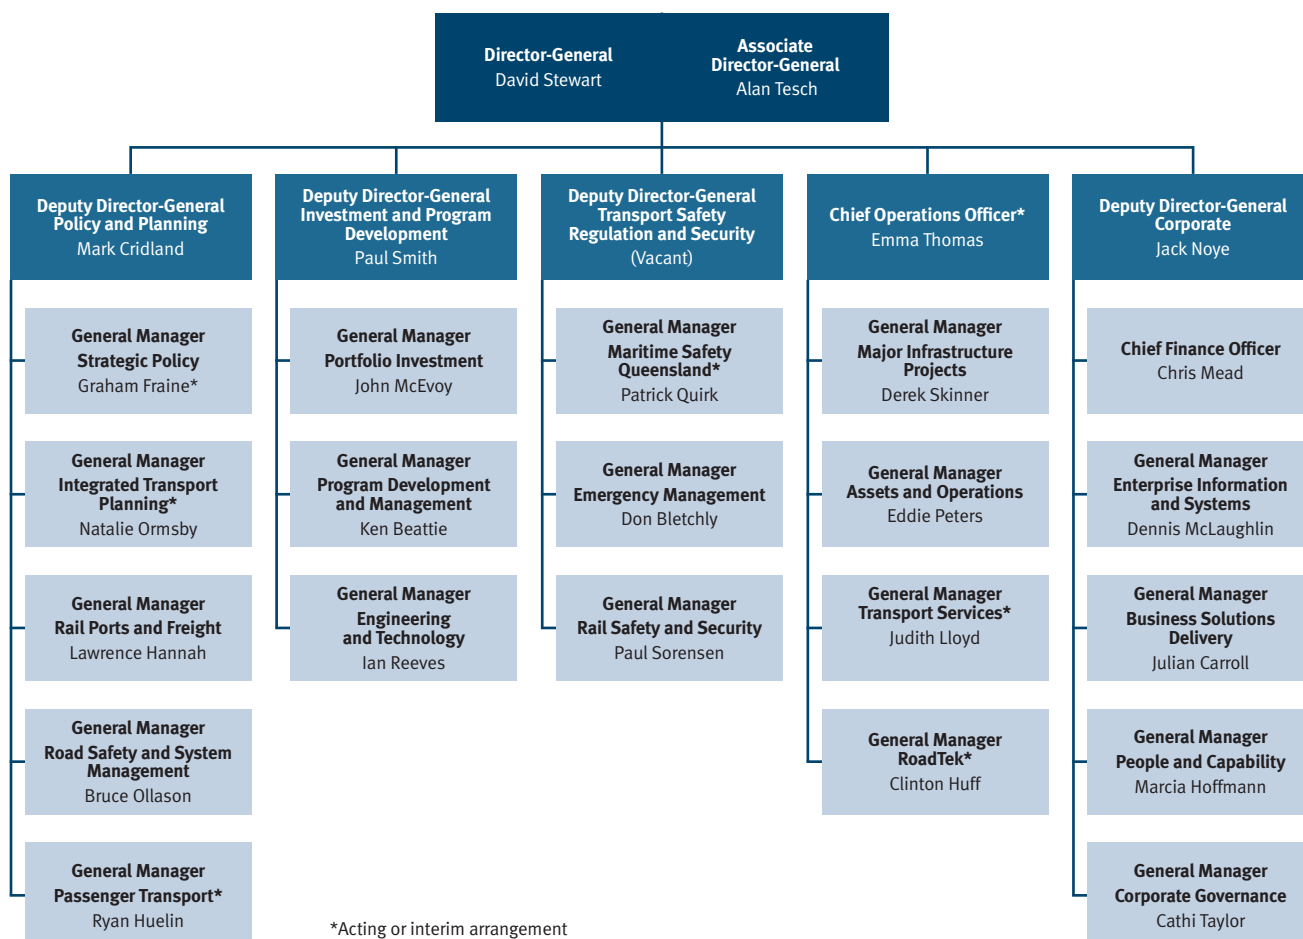 Director-General
David Stewart
Associate
Director-General
Alan Tesch
Deputy Director-General
Policy and Planning
Mark Cridland
General Manager
Strategic Policy
Graham Fraine*
General Manager
Integrated Transport
Planning*
Natalie Ormsby
General Manager
Rail Ports and Freight
Lawrence Hannah
General Manager
Road Safety and System
Management
Bruce Ollason
General Manager
Passenger Transport*
Ryan Huelin
Deputy Director-General
Investment and Program
Development
Paul Smith
General Manager
Portfolio Investment
John McEvoy
General Manager
Program Development
and Management
Ken Beattie
General Manager
Engineering
and Technology
Ian Reeves
Deputy Director-General
Transport Safety
Regulation and Security
(Vacant)
General Manager
Maritime Safety
Queensland*
Patrick Quirk
General Manager
Emergency Management
Don Bletchly
General Manager
Rail Safety and Security
Paul Sorensen
Chief Operations Officer*
Emma Thomas
General Manager
Major Infrastructure
Projects
Derek Skinner
General Manager
Assets and Operations
Eddie Peters
General Manager
Transport Services*
Judith Lloyd
General Manager
RoadTek*
Clinton Huff
Deputy Director-General
Corporate
Jack Noye
Chief Finance Officer
Chris Mead
General Manager
Enterprise Information
and Systems
Dennis McLaughlin
General Manager
Business Solutions
Delivery
Julian Carroll
General Manager
People and Capability
Marcia Hoffmann
General Manager
Corporate Governance
Cathi Taylor
*Acting or interim arrangement